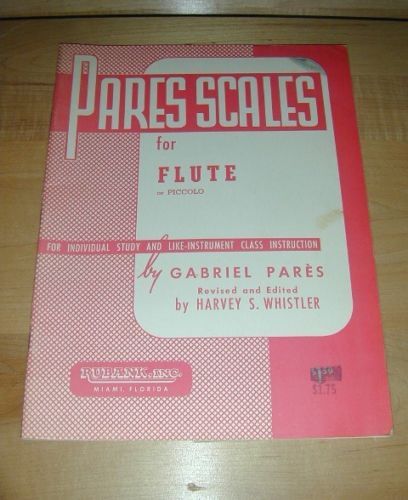 PARES SCALES
for
FLUTE
or PICCOLO
FOR INDIVIDUAL STUDY AND LIKE-INSTRUMENT CLASS INSTRUCTION
by GABRIEL PARÈS
Revised and Edited
by HARVEY S. WHISTLER
RUBANK, INC.
MIAMI, FLORIDA
$1.75